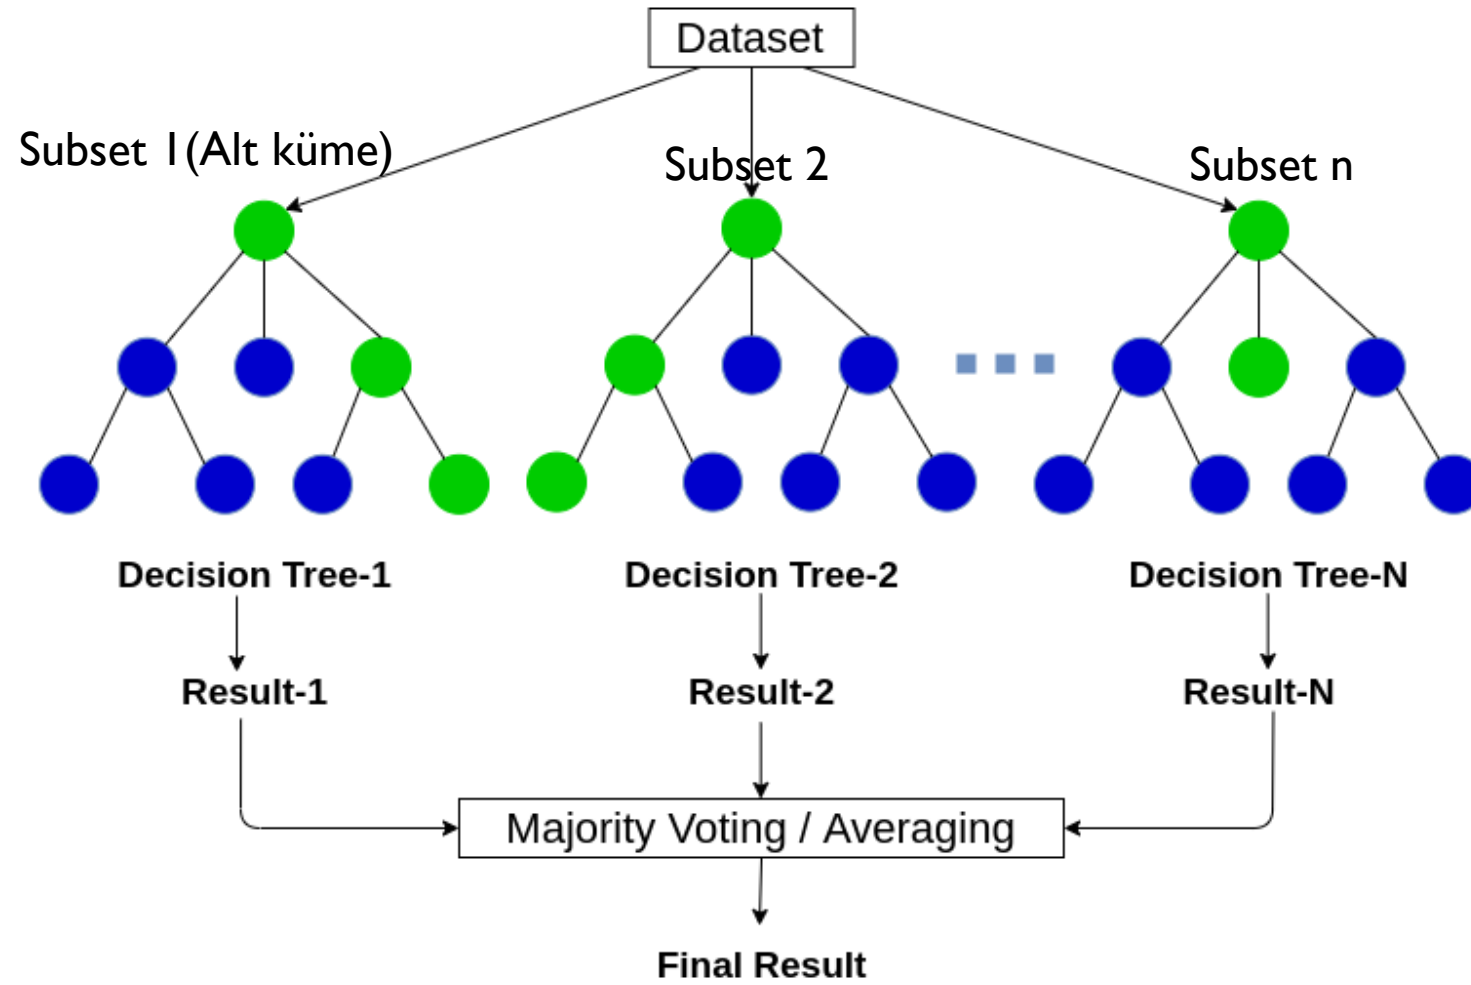 Dataset
Subset 1(Alt küme)
Subset 2
Subset n
Decision Tree-1
Decision Tree-2
Decision Tree-N
Result-1
Result-2
Result-N
Majority Voting / Averaging
Final Result